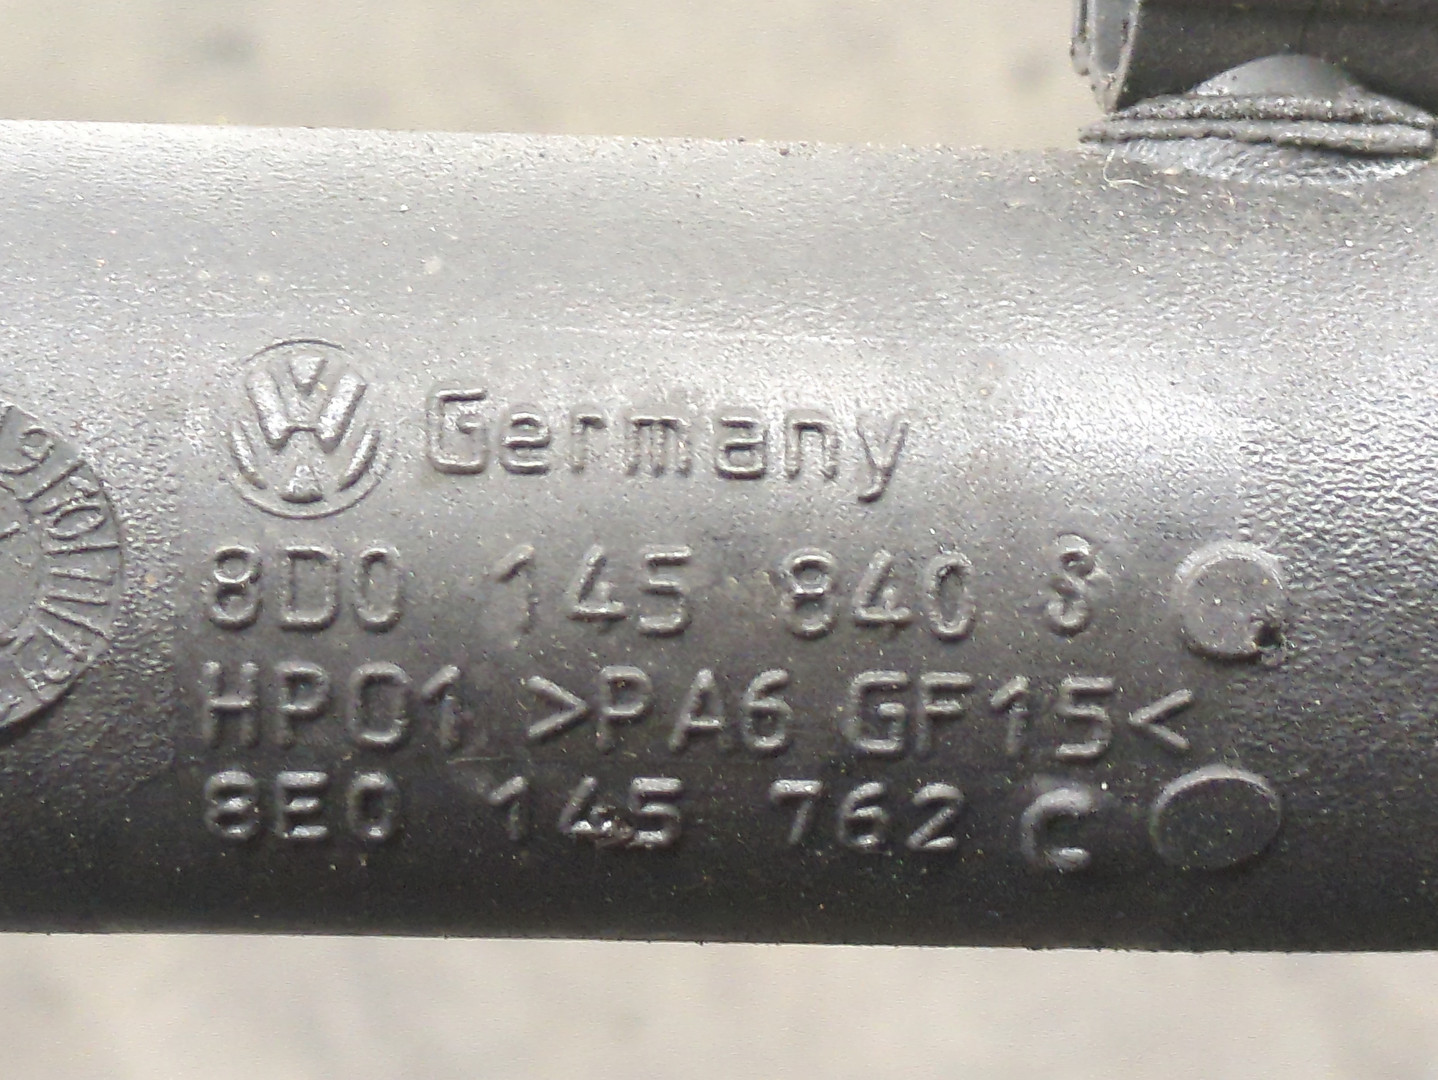 Germany
8D0 145 840
HP01 >PA6 GF15<
8E0 145 762 C